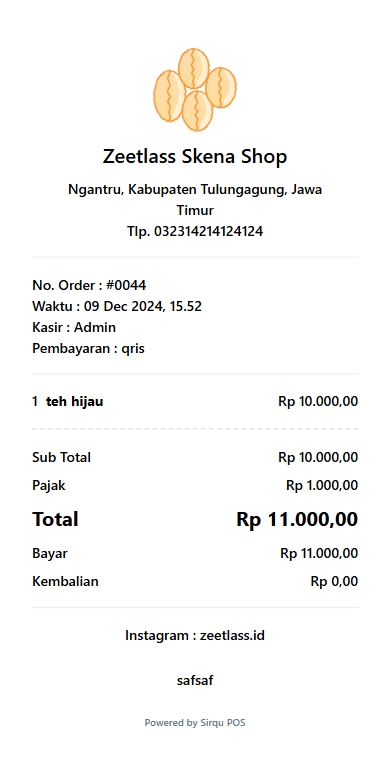 Zeetlass Skena Shop
Ngantru, Kabupaten Tulungagung, Jawa
Timur
Tlp. 032314214124124
No. Order : #0044
Waktu : 09 Dec 2024, 15.52
Kasir : Admin
Pembayaran : qris
1 teh hijau Rp 10.000,00
Sub Total Rp 10.000,00
Pajak Rp 1.000,00
Total Rp 11.000,00
Bayar Rp 11.000,00
Kembalian Rp 0,00
Instagram : zeetlass.id
safsaf
Powered by Sirqu POS